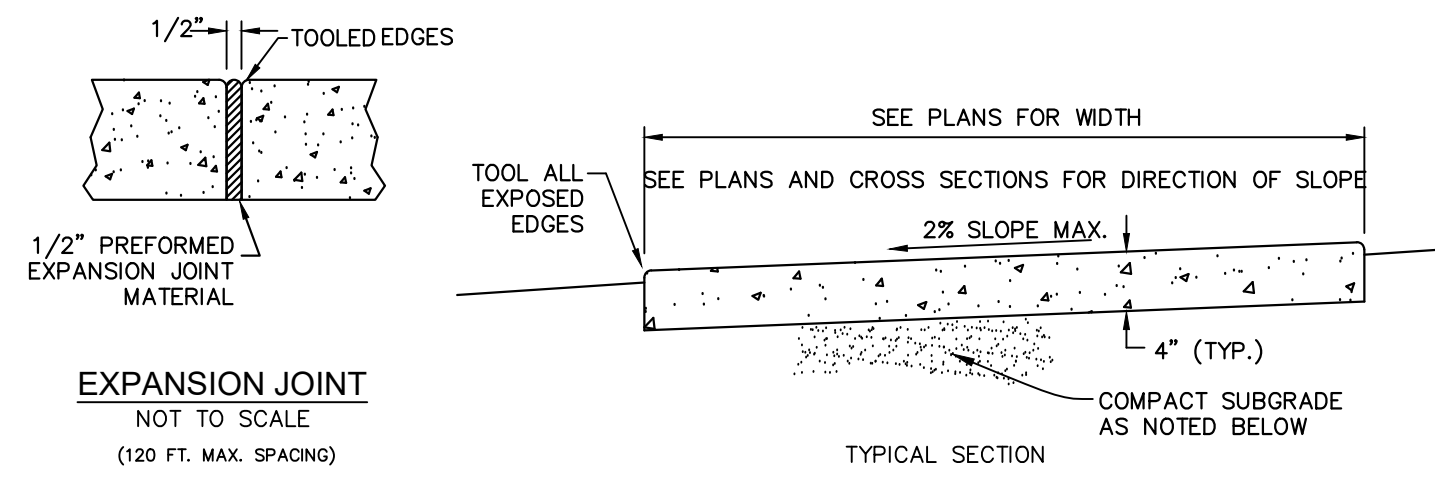 1/2”
TOOLED EDGES
1/2” PREFORMED
EXPANSION JOINT
MATERIAL
EXPANSION JOINT
NOT TO SCALE
(120 FT. MAX. SPACING)
SEE PLANS FOR WIDTH
TOOL ALL
EXPOSED
EDGES
SEE PLANS AND CROSS SECTIONS FOR DIRECTION OF SLOPE
2% SLOPE MAX.
4” (TYP.)
COMPACT SUBGRADE
AS NOTED BELOW
TYPICAL SECTION